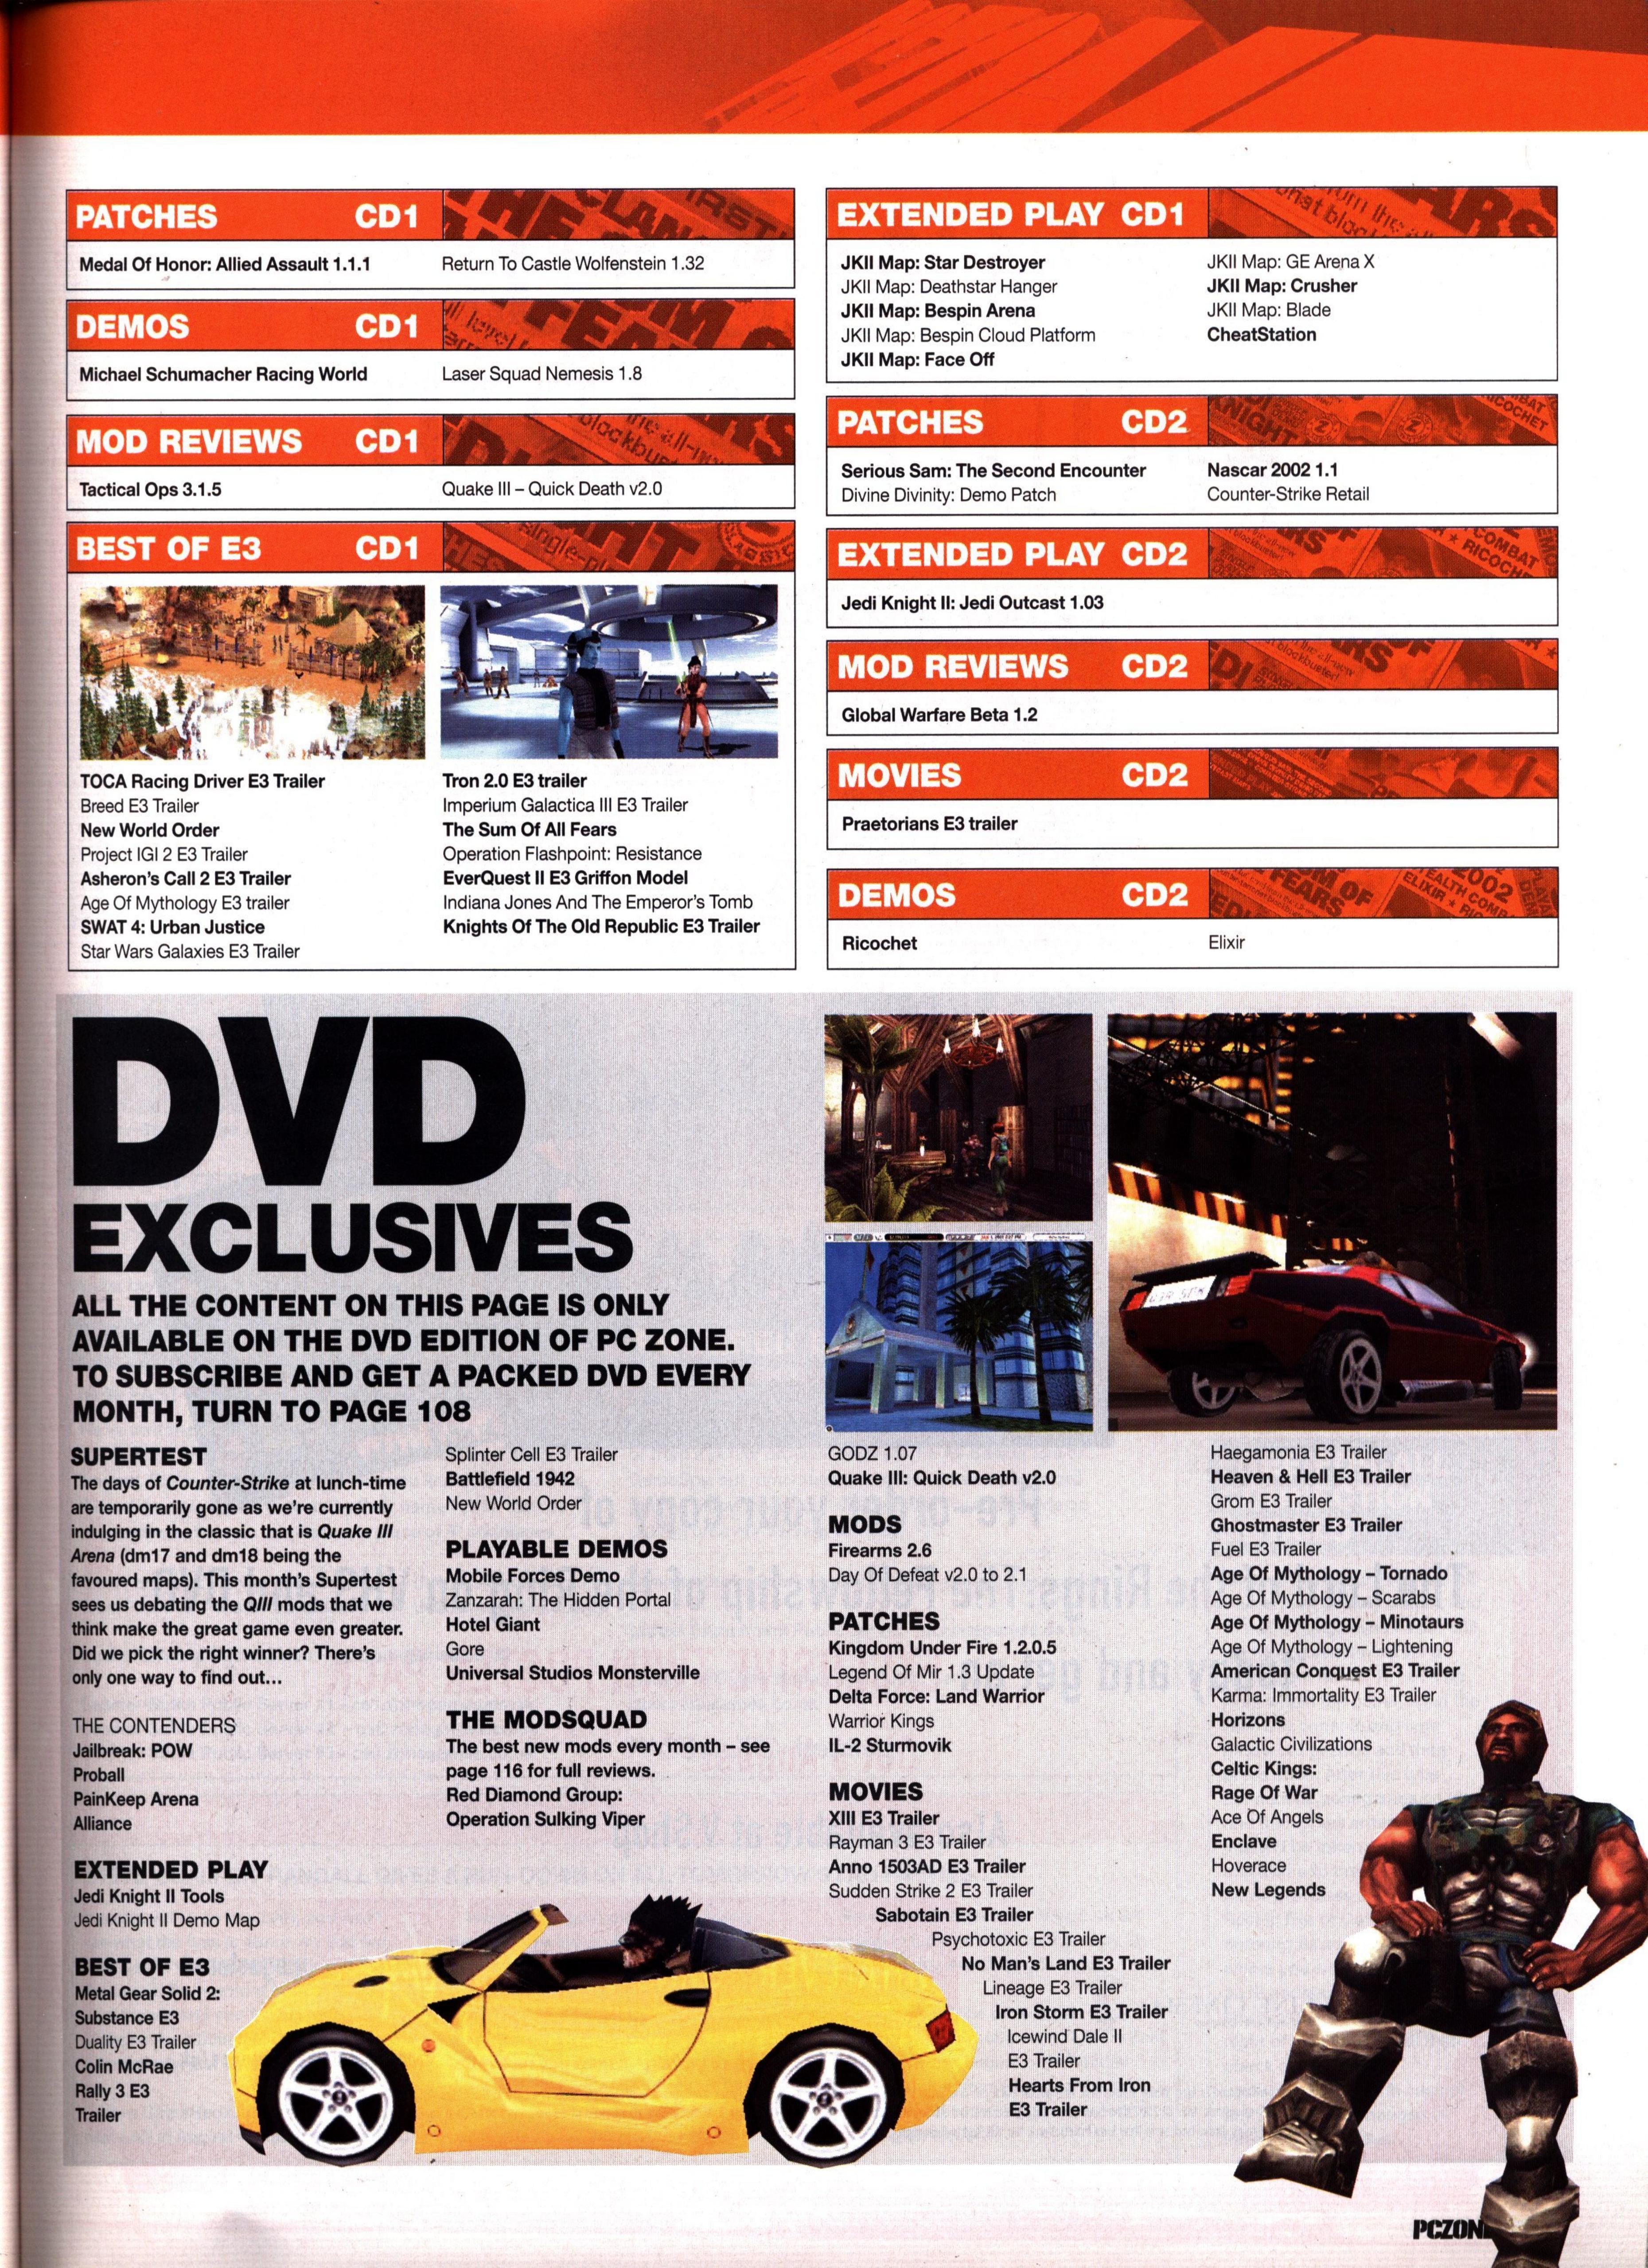 PATCHES CD1
Medal Of Honor: Allied Assault 1.1.1
Return To Castle Wolfenstein 1.32
DEMOS CD1
Michael Schumacher Racing World
Laser Squad Nemesis 1.8
MOD REVIEWS CD1
Tactical Ops 3.1.5
Quake III – Quick Death v2.0
BEST OF E3 CD1
TOCA Racing Driver E3 Trailer
Breed E3 Trailer
New World Order
Project IGI 2 E3 Trailer
Asheron's Call 2 E3 Trailer
Age Of Mythology E3 trailer
SWAT 4: Urban Justice
Star Wars Galaxies E3 Trailer
Tron 2.0 E3 trailer
Imperium Galactica III E3 Trailer
The Sum Of All Fears
Operation Flashpoint: Resistance
EverQuest II E3 Griffon Model
Indiana Jones And The Emperor's Tomb
Knights Of The Old Republic E3 Trailer
EXTENDED PLAY CD1
JKII Map: Star Destroyer
JKII Map: Deathstar Hanger
JKII Map: Bespin Arena
JKII Map: Bespin Cloud Platform
JKII Map: Face Off
JKII Map: GE Arena X
JKII Map: Crusher
JKII Map: Blade
CheatStation
PATCHES CD2
Serious Sam: The Second Encounter
Divine Divinity: Demo Patch
Nascar 2002 1.1
Counter-Strike Retail
EXTENDED PLAY CD2
Jedi Knight II: Jedi Outcast 1.03
MOD REVIEWS CD2
Global Warfare Beta 1.2
MOVIES CD2
Praetorians E3 trailer
DEMOS CD2
Ricochet
Elixir
DVD
EXCLUSIVES
ALL THE CONTENT ON THIS PAGE IS ONLY
AVAILABLE ON THE DVD EDITION OF PC ZONE.
TO SUBSCRIBE AND GET A PACKED DVD EVERY
MONTH, TURN TO PAGE 108
SUPERTEST
The days of Counter-Strike at lunch-time
are temporarily gone as we're currently
indulging in the classic that is Quake III
Arena (dm17 and dm18 being the
favoured maps). This month's Supertest
sees us debating the QIII mods that we
think make the great game even greater.
Did we pick the right winner? There's
only one way to find out...
THE CONTENDERS
Jailbreak: POW
Proball
PainKeep Arena
Alliance
EXTENDED PLAY
Jedi Knight II Tools
Jedi Knight II Demo Map
BEST OF E3
Metal Gear Solid 2:
Substance E3
Duality E3 Trailer
Colin McRae
Rally 3 E3
Trailer
Splinter Cell E3 Trailer
Battlefield 1942
New World Order
PLAYABLE DEMOS
Mobile Forces Demo
Zanzarah: The Hidden Portal
Hotel Giant
Gore
Universal Studios Monsterville
THE MODSQUAD
The best new mods every month – see
page 116 for full reviews.
Red Diamond Group:
Operation Sulking Viper
GODZ 1.07
Quake III: Quick Death v2.0
MODS
Firearms 2.6
Day Of Defeat v2.0 to 2.1
PATCHES
Kingdom Under Fire 1.2.0.5
Legend Of Mir 1.3 Update
Delta Force: Land Warrior
Warrior Kings
IL-2 Sturmovik
MOVIES
XIII E3 Trailer
Rayman 3 E3 Trailer
Anno 1503AD E3 Trailer
Sudden Strike 2 E3 Trailer
Sabotain E3 Trailer
Psychotoxic E3 Trailer
No Man's Land E3 Trailer
Lineage E3 Trailer
Iron Storm E3 Trailer
Icewind Dale II
E3 Trailer
Hearts From Iron
E3 Trailer
Haegamonia E3 Trailer
Heaven & Hell E3 Trailer
Grom E3 Trailer
Ghostmaster E3 Trailer
Fuel E3 Trailer
Age Of Mythology – Tornado
Age Of Mythology – Scarabs
Age Of Mythology – Minotaurs
Age Of Mythology – Lightening
American Conquest E3 Trailer
Karma: Immortality E3 Trailer
Horizons
Galactic Civilizations
Celtic Kings:
Rage Of War
Ace Of Angels
Enclave
Hoverace
New Legends
PCZON